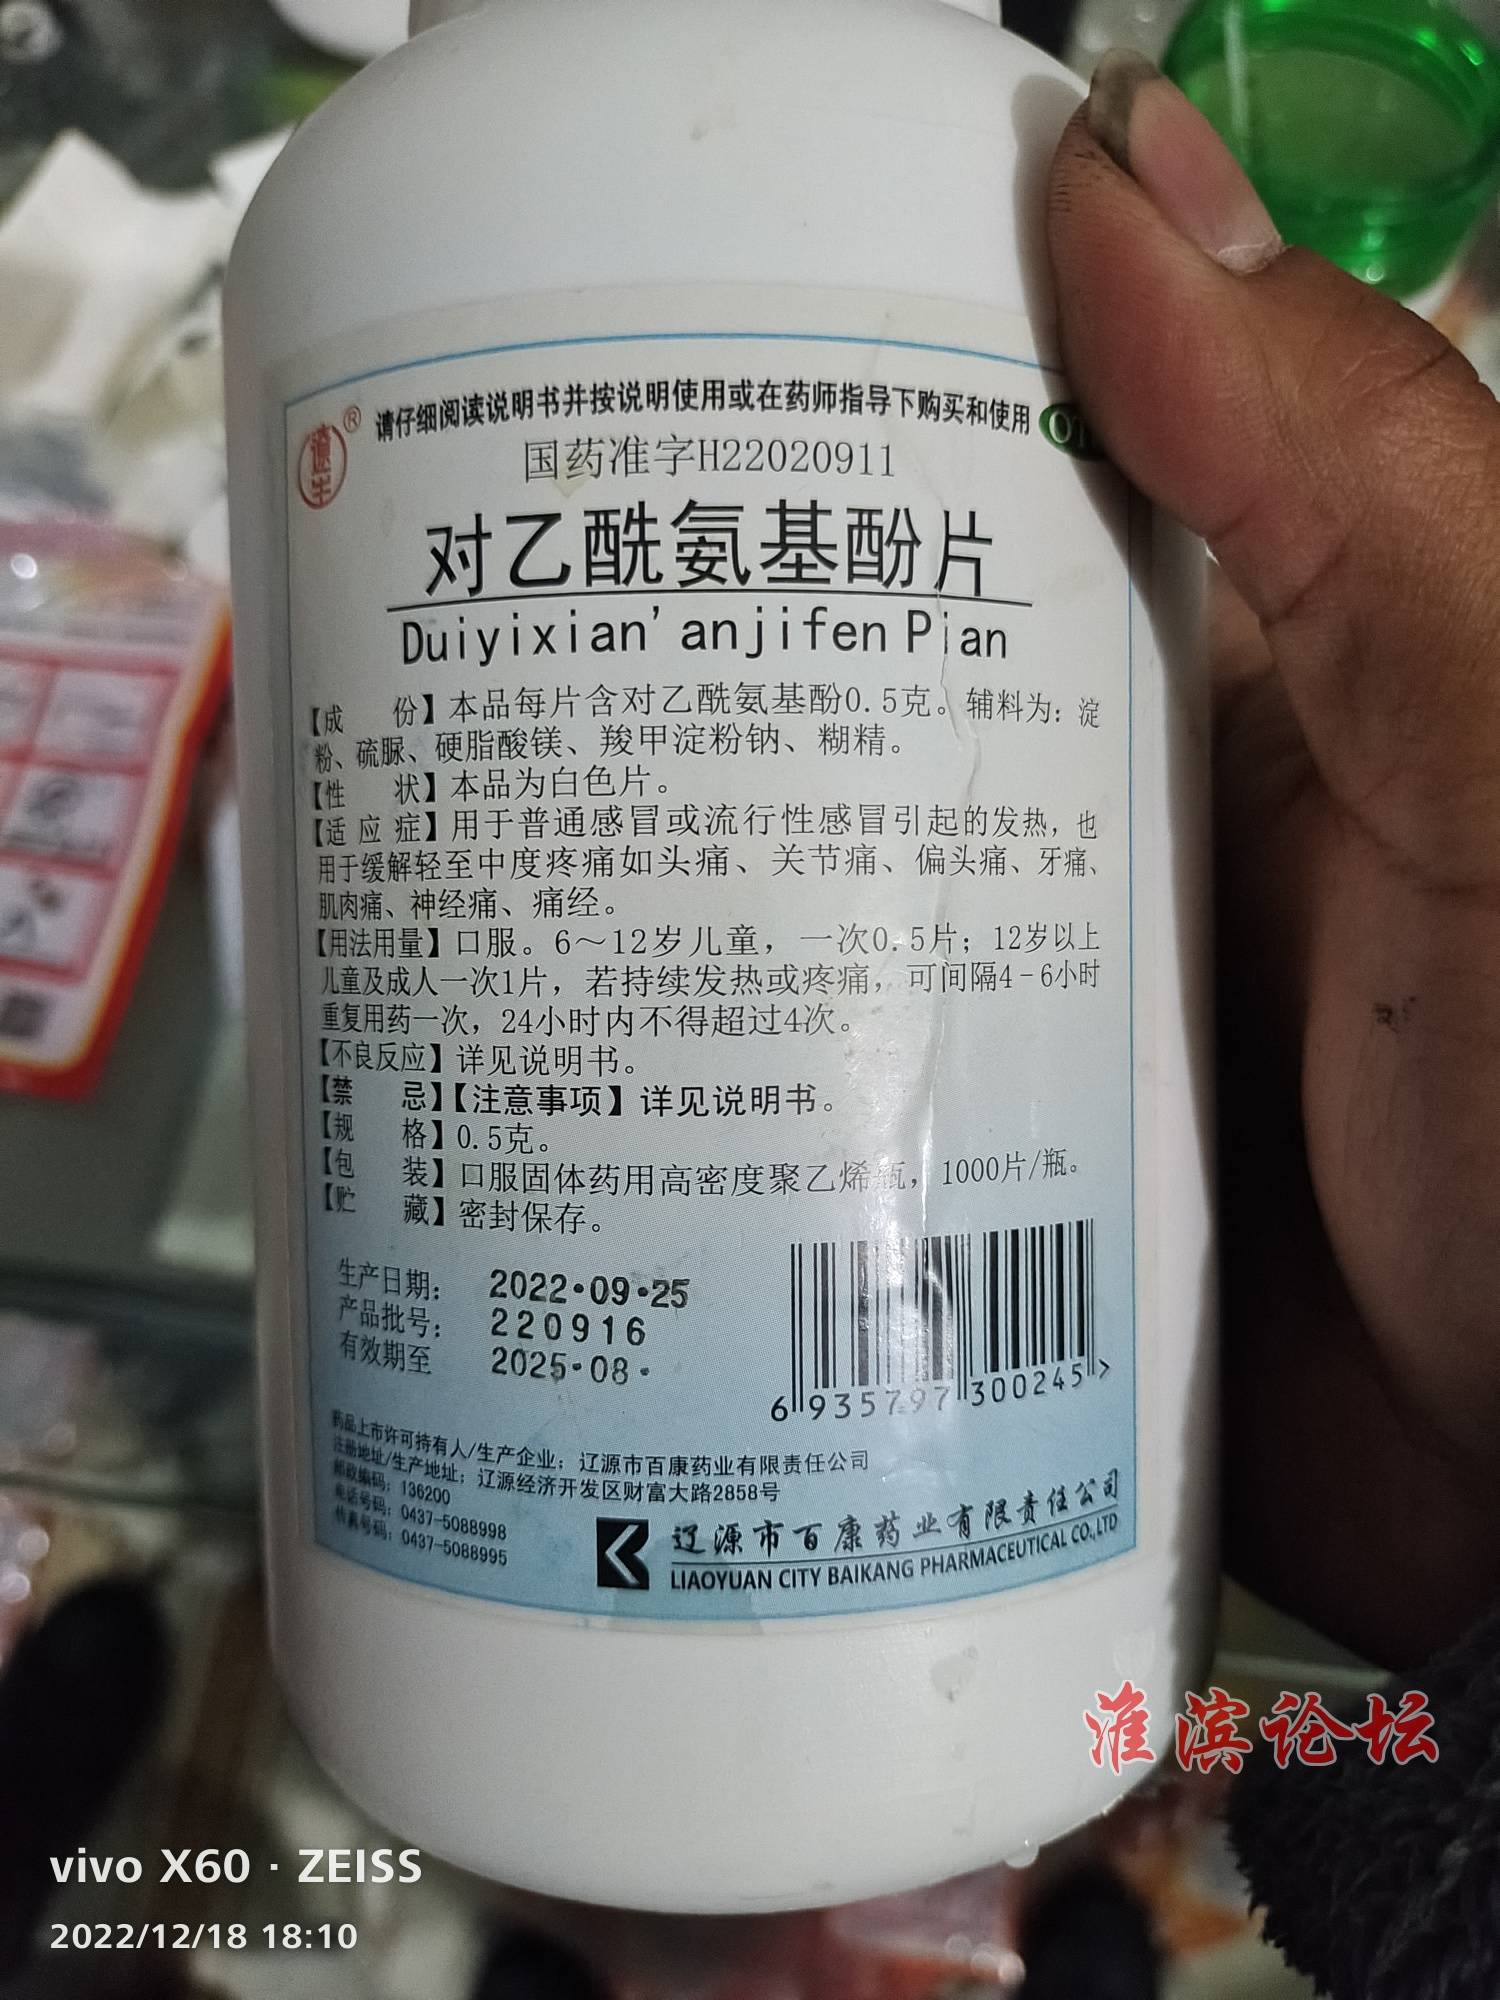 遼生®
请仔细阅读说明书并按说明使用或在药师指导下购买和使用
国药准字H22020911
对乙酰氨基酚片
Duiyixian'anjifen Pian
【成 份】本品每片含对乙酰氨基酚0.5克。辅料为：淀
粉、硫脲、硬脂酸镁、羧甲淀粉钠、糊精。
【性 状】本品为白色片。
【适 应 症】用于普通感冒或流行性感冒引起的发热，也
用于缓解轻至中度疼痛如头痛、关节痛、偏头痛、牙痛、
肌肉痛、神经痛、痛经。
【用法用量】口服。6～12岁儿童，一次0.5片；12岁以上
儿童及成人一次1片，若持续发热或疼痛，可间隔4-6小时
重复用药一次，24小时内不得超过4次。
【不良反应】详见说明书。
【禁 忌】【注意事项】详见说明书。
【规 格】0.5克。
【包 装】口服固体药用高密度聚乙烯瓶，1000片/瓶。
【贮 藏】密封保存。
生产日期： 2022·09·25
产品批号： 220916
有效期至 2025·08·
6 935797 300245 >
药品上市许可持有人/生产企业：辽源市百康药业有限责任公司
注册地址/生产地址：辽源经济开发区财富大路2858号
邮政编码：136200
电话号码：0437-5088998
传真号码：0437-5088995
辽源市百康药业有限责任公司
LIAOYUAN CITY BAIKANG PHARMACEUTICAL CO.,LTD
淮滨论坛
vivo X60 · ZEISS
2022/12/18 18:10